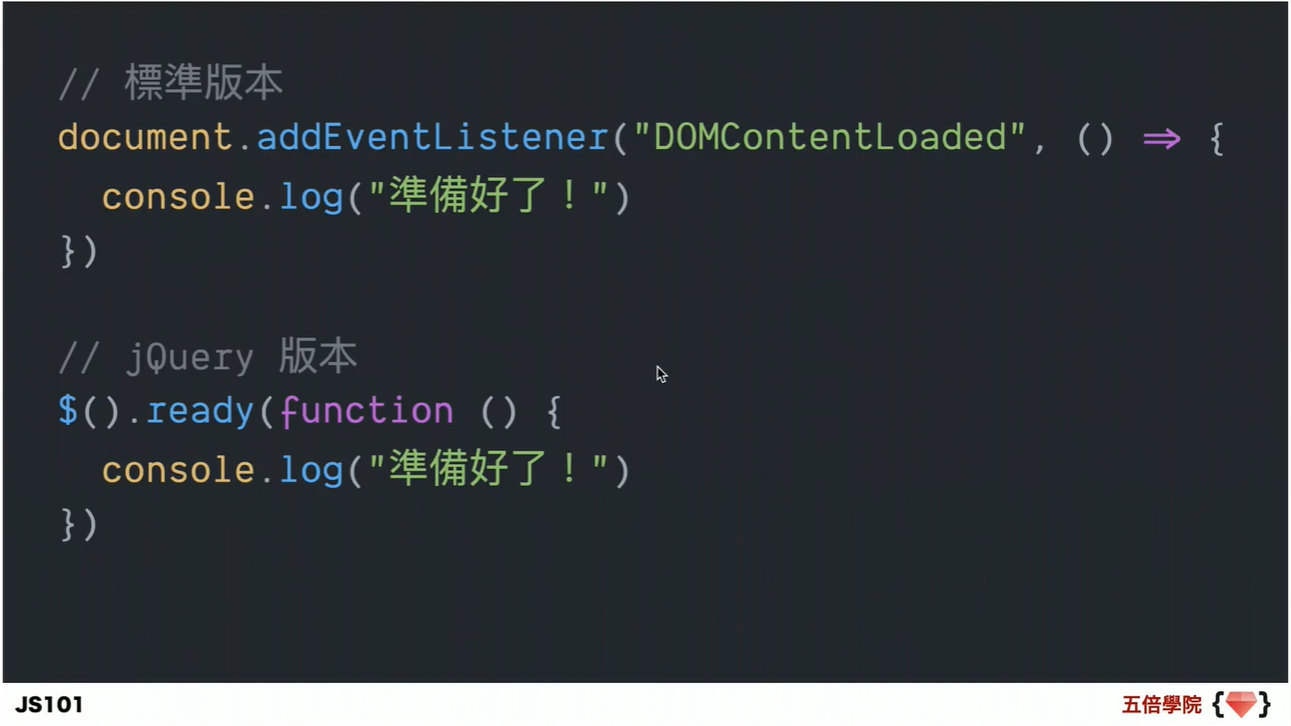 // 標準版本
document.addEventListener("DOMContentLoaded", () => {
  console.log("準備好了！")
})
// jQuery 版本
$().ready(function () {
  console.log("準備好了！")
})
JS101
五倍學院 { }